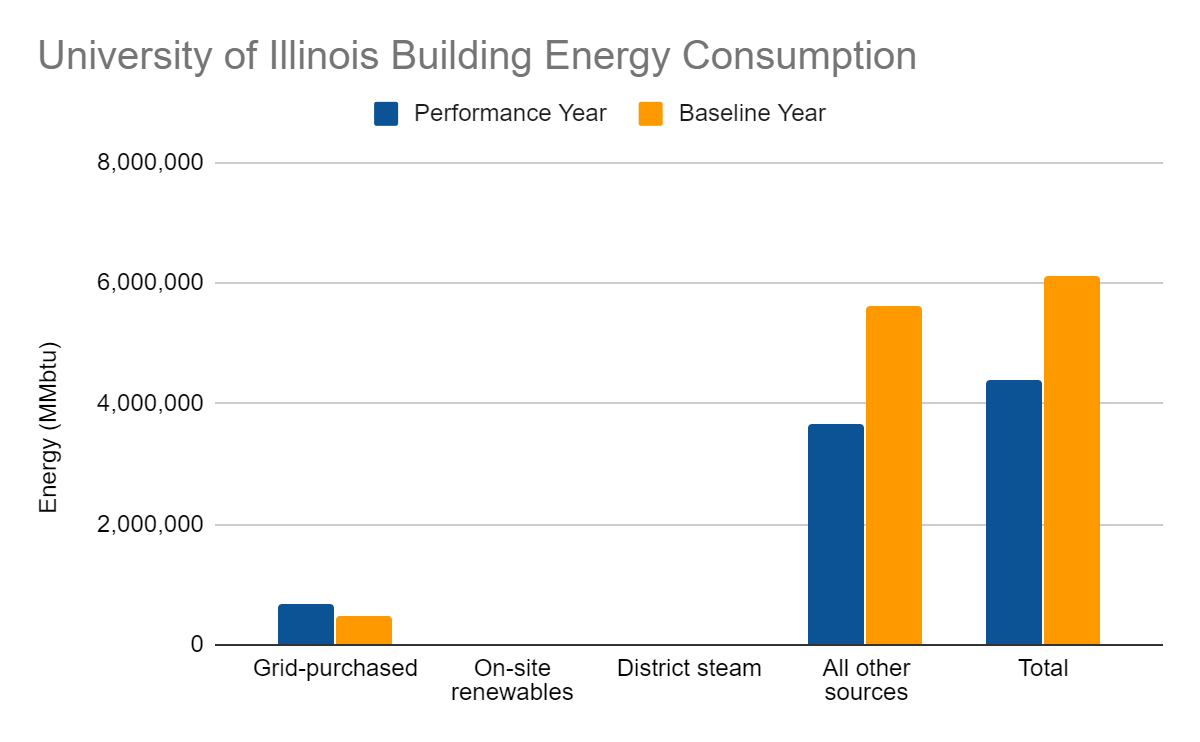 University of Illinois Building Energy Consumption
Performance Year
Baseline Year
8,000,000
6,000,000
4,000,000
2,000,000
0
Energy (MMbtu)
Grid-purchased
On-site
renewables
District steam
All other
sources
Total